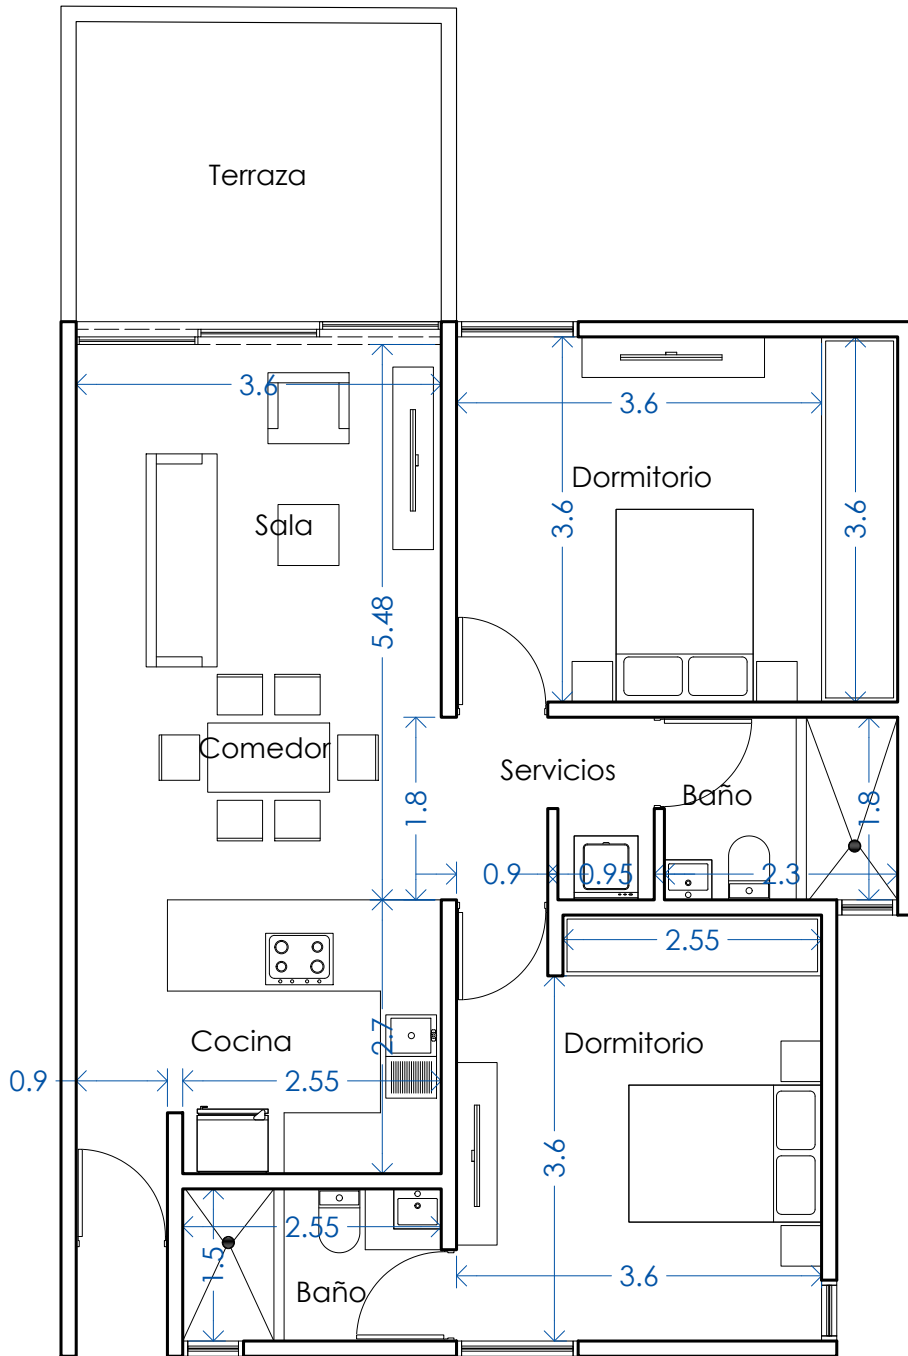 Terraza
3.6
3.6
Dormitorio
3.6
3.6
Sala
5.48
Comedor
Servicios
Baño
1.8
1.8
0.9
0.95
2.3
2.55
Cocina
2.7
Dormitorio
0.9
2.55
3.6
2.55
1.5
Baño
3.6